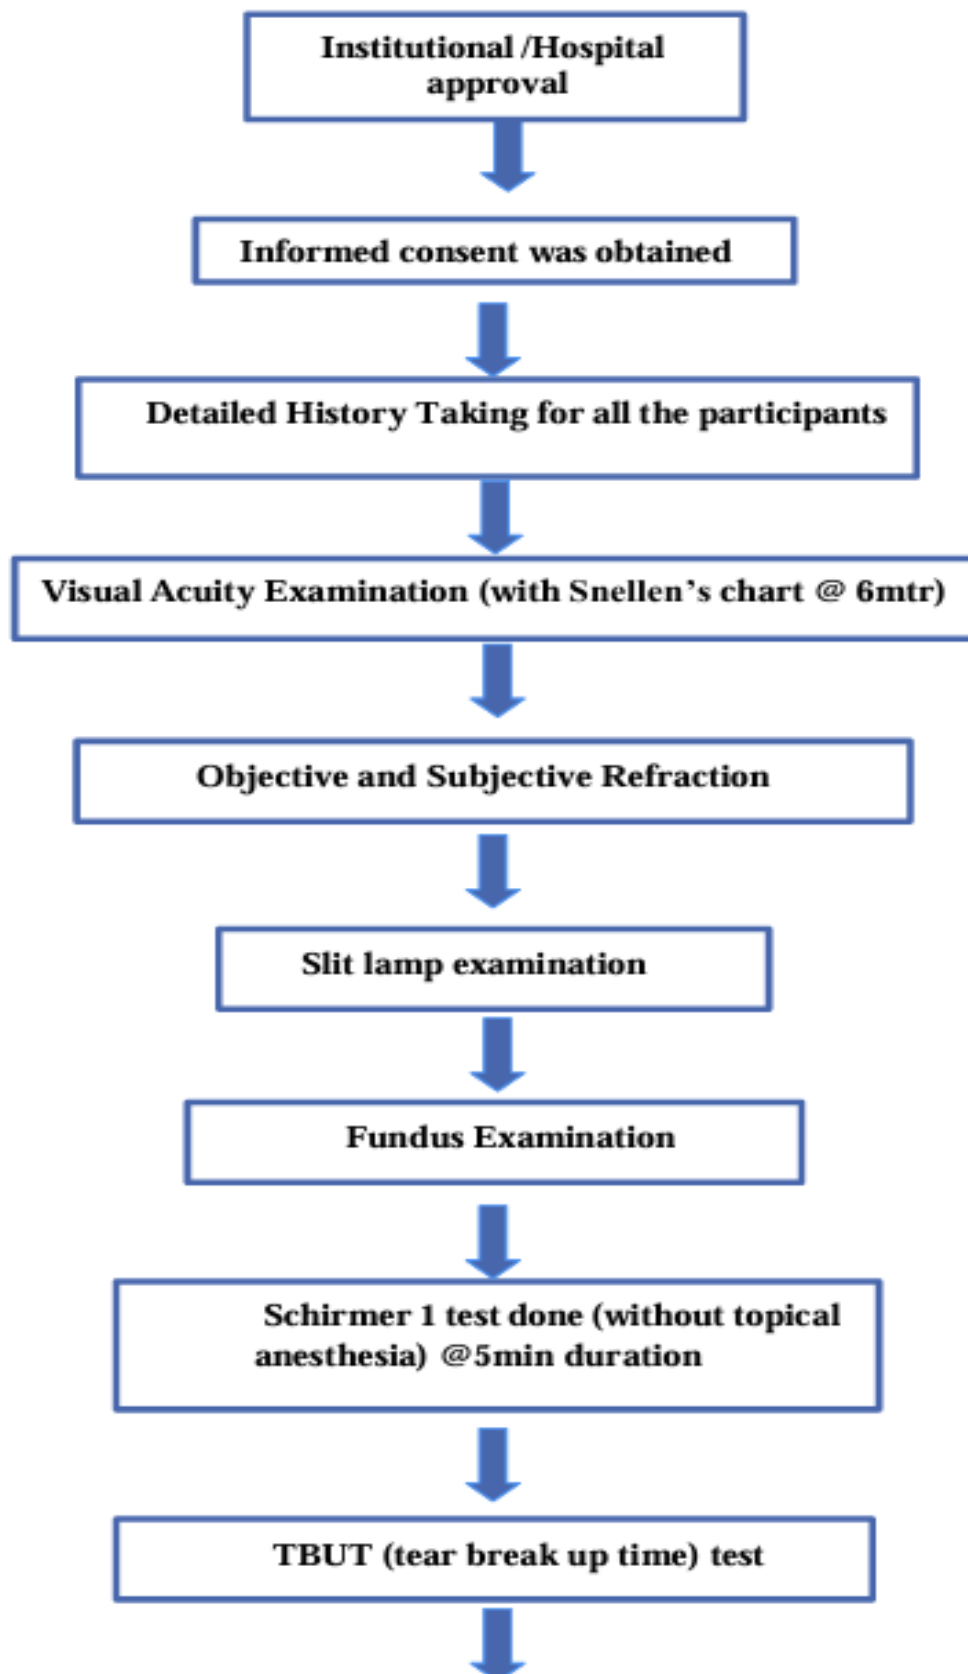 Institutional /Hospital
approval
Informed consent was obtained
Detailed History Taking for all the participants
Visual Acuity Examination (with Snellen’s chart @ 6mtr)
Objective and Subjective Refraction
Slit lamp examination
Fundus Examination
Schirmer 1 test done (without topical
anesthesia) @5min duration
TBUT (tear break up time) test